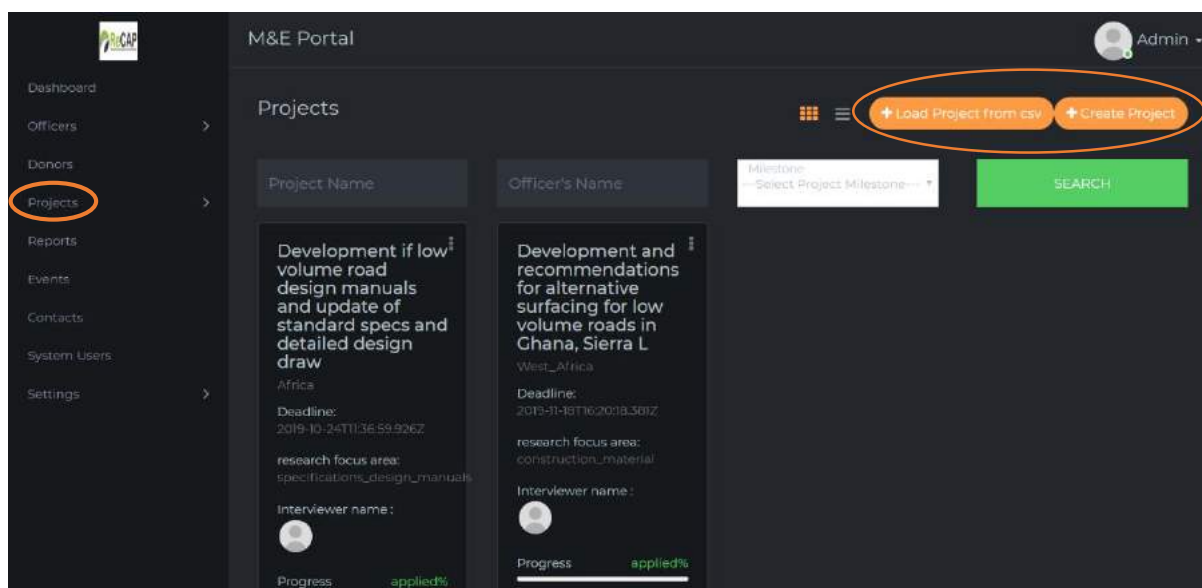 ReCAP
M&E Portal
Admin
Dashboard
Officers
Donors
Projects
Reports
Events
Contacts
System Users
Settings
Projects
+ Load Project from csv
+ Create Project
Project Name
Officer's Name
Milestone
---Select Project Milestone---
SEARCH
Development if low
volume road
design manuals
and update of
standard specs and
detailed design
draw
Africa
Deadline:
2019-10-24T11:36:59.926Z
research focus area:
specifications_design_manuals
Interviewer name :
Progress applied%
Development and
recommendations
for alternative
surfacing for low
volume roads in
Ghana, Sierra L
West_Africa
Deadline:
2019-11-18T16:20:18.381Z
research focus area:
construction_material
Interviewer name :
Progress applied%